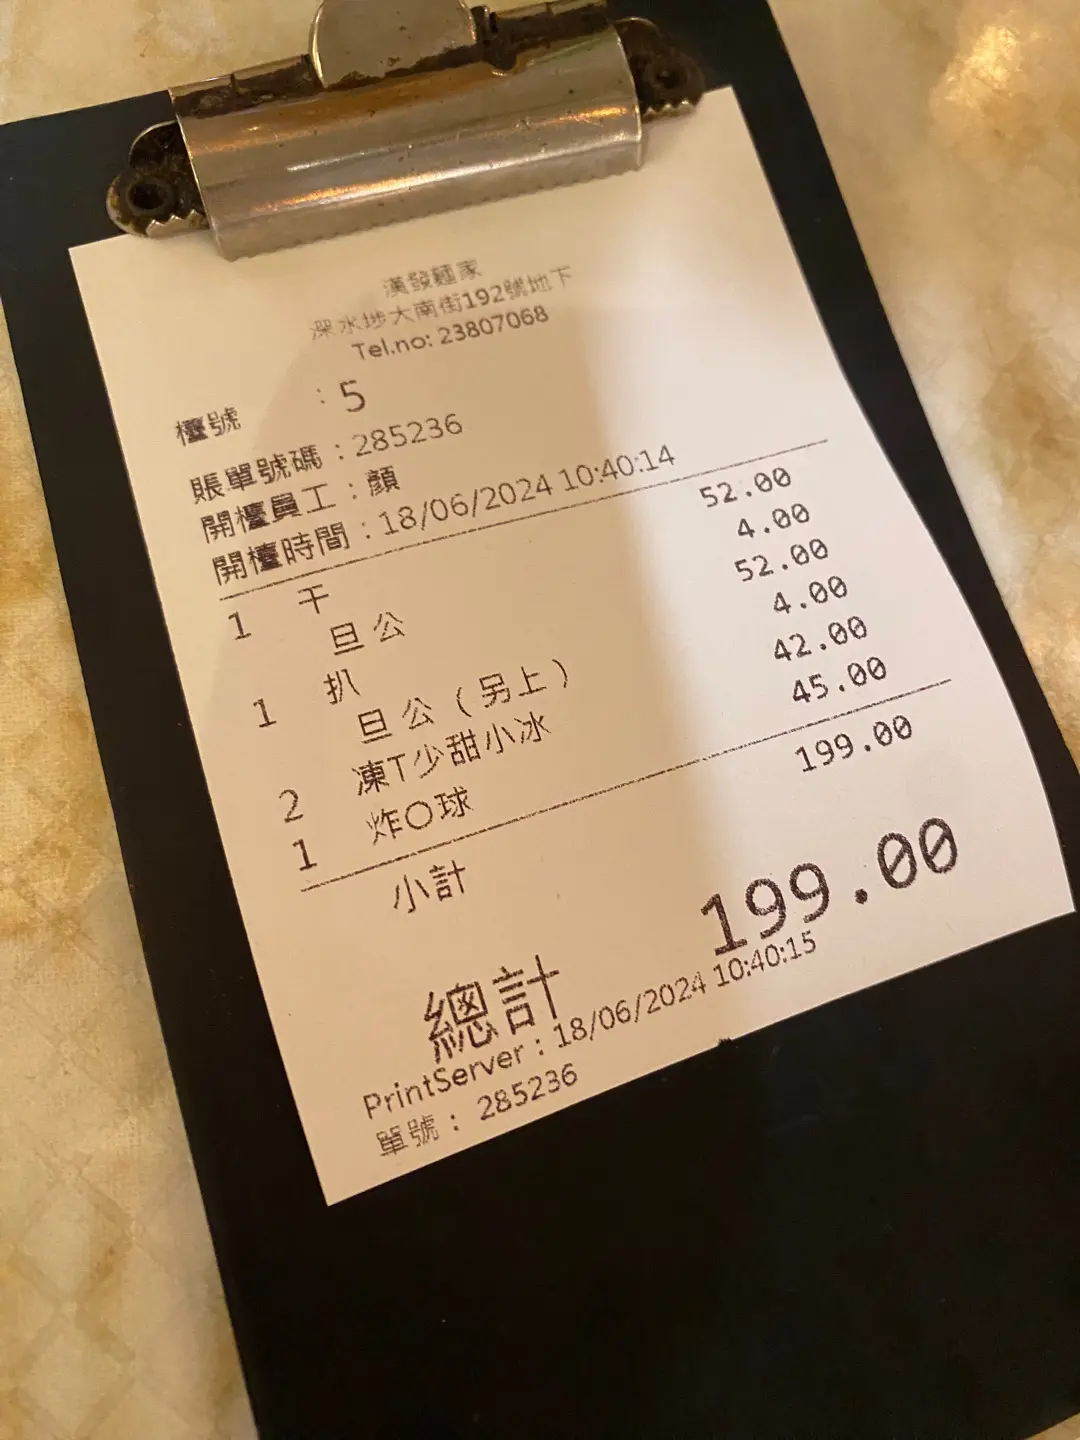 漢發麵家
深水埗大南街192號地下
Tel.no: 23807068
檯號 : 5
賬單號碼 : 285236
開檯員工 : 顏
開檯時間 : 18/06/2024 10:40:14
1 干 52.00
旦公 4.00
1 扒 52.00
旦公(另上) 4.00
2 凍T少甜小冰 42.00
1 炸O球 45.00
小計 199.00
總計 199.00
PrintServer : 18/06/2024 10:40:15
單號 : 285236